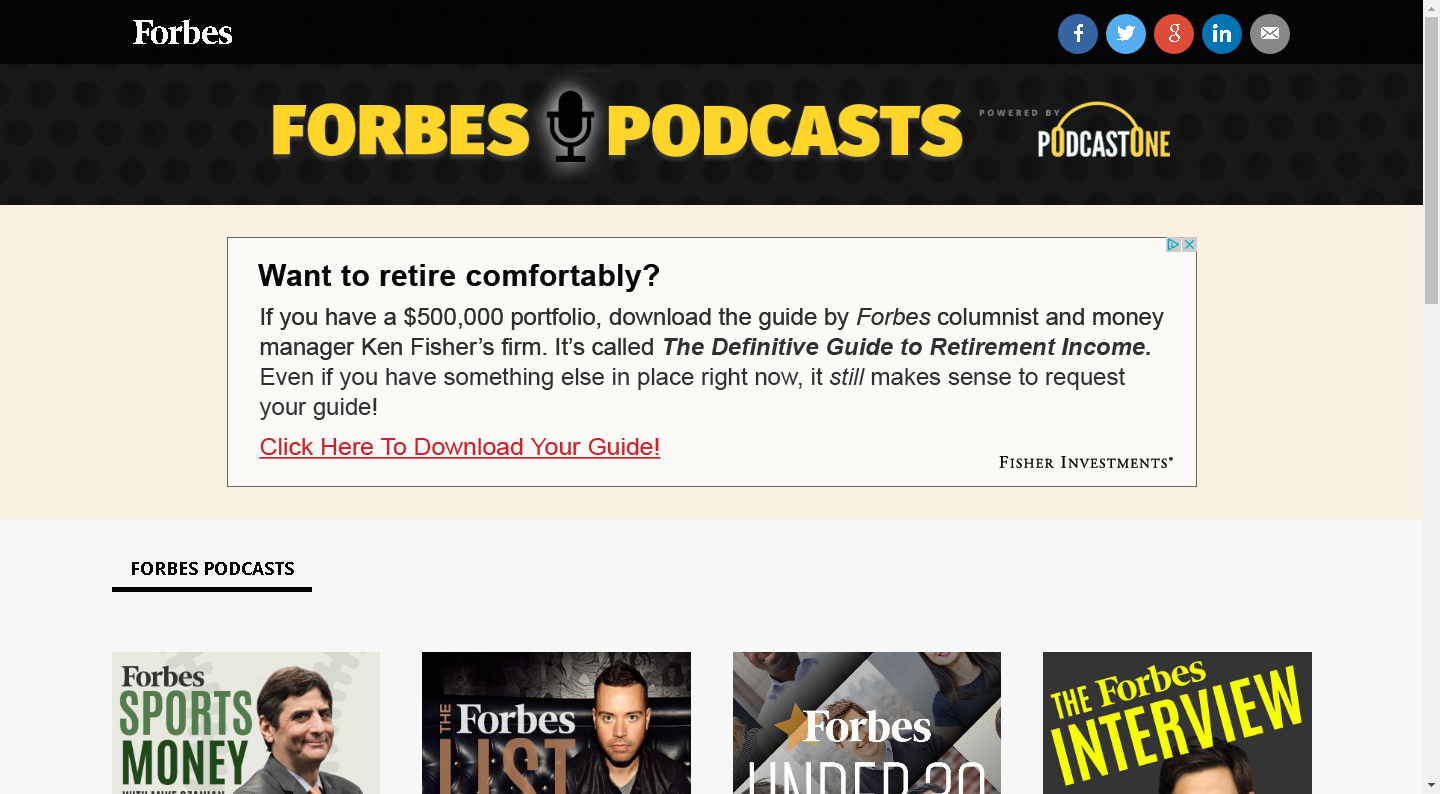 Forbes
FORBES PODCASTS
POWERED BY
PODCASTONE
Want to retire comfortably?
If you have a $500,000 portfolio, download the guide by Forbes columnist and money
manager Ken Fisher's firm. It's called The Definitive Guide to Retirement Income.
Even if you have something else in place right now, it still makes sense to request
your guide!
Click Here To Download Your Guide!
FISHER INVESTMENTS®
FORBES PODCASTS
Forbes
SPORTS
MONEY
THE
Forbes
LIST
Forbes
UNDER 30
THE Forbes
INTERVIEW